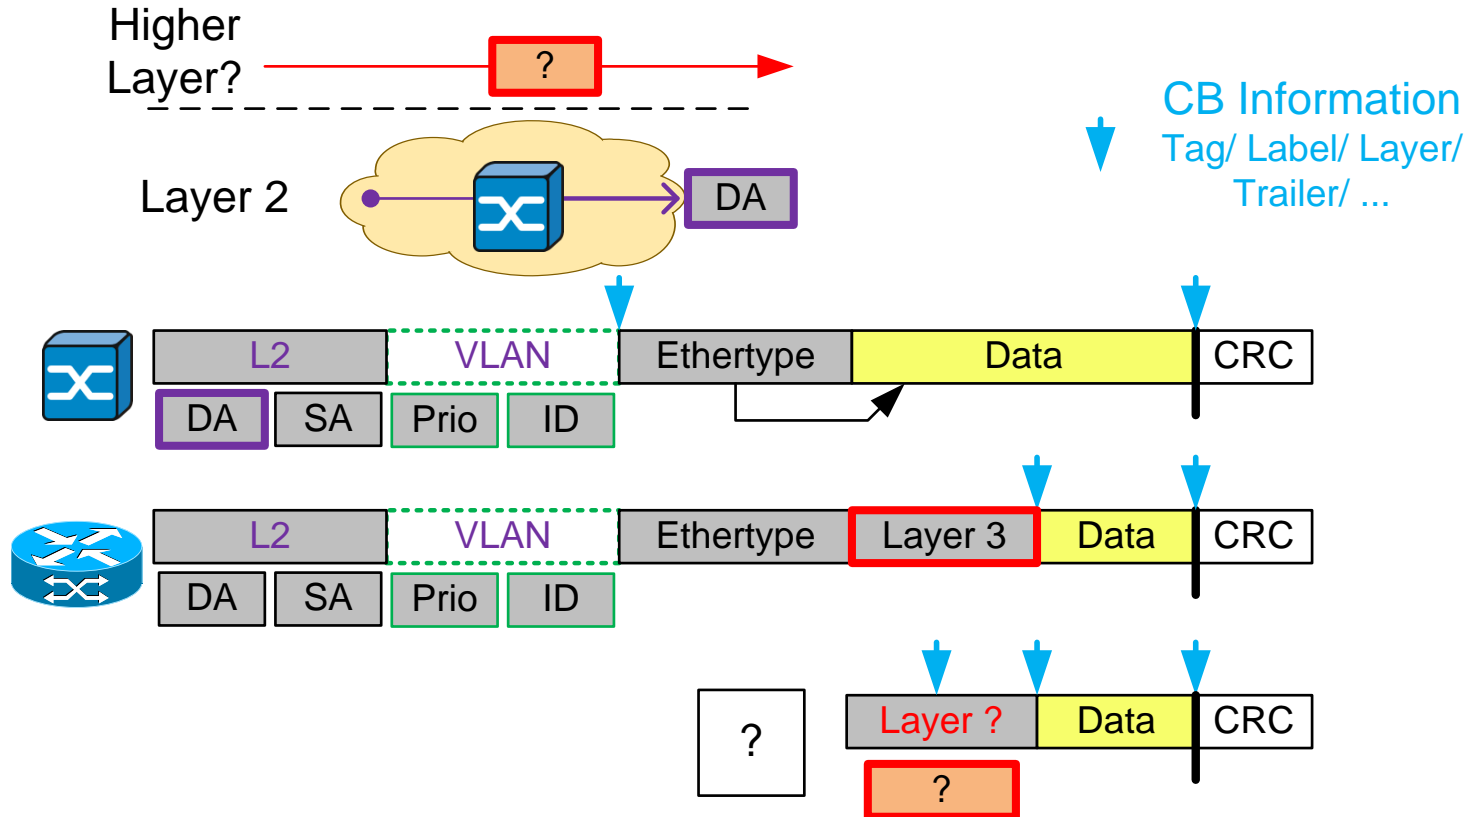 Higher
Layer?
?
CB Information
Tag/ Label/ Layer/
Trailer/ ...
Layer 2
DA
L2
VLAN
Ethertype
Data
CRC
DA
SA
Prio
ID
L2
VLAN
Ethertype
Layer 3
Data
CRC
DA
SA
Prio
ID
?
Layer ?
Data
CRC
?